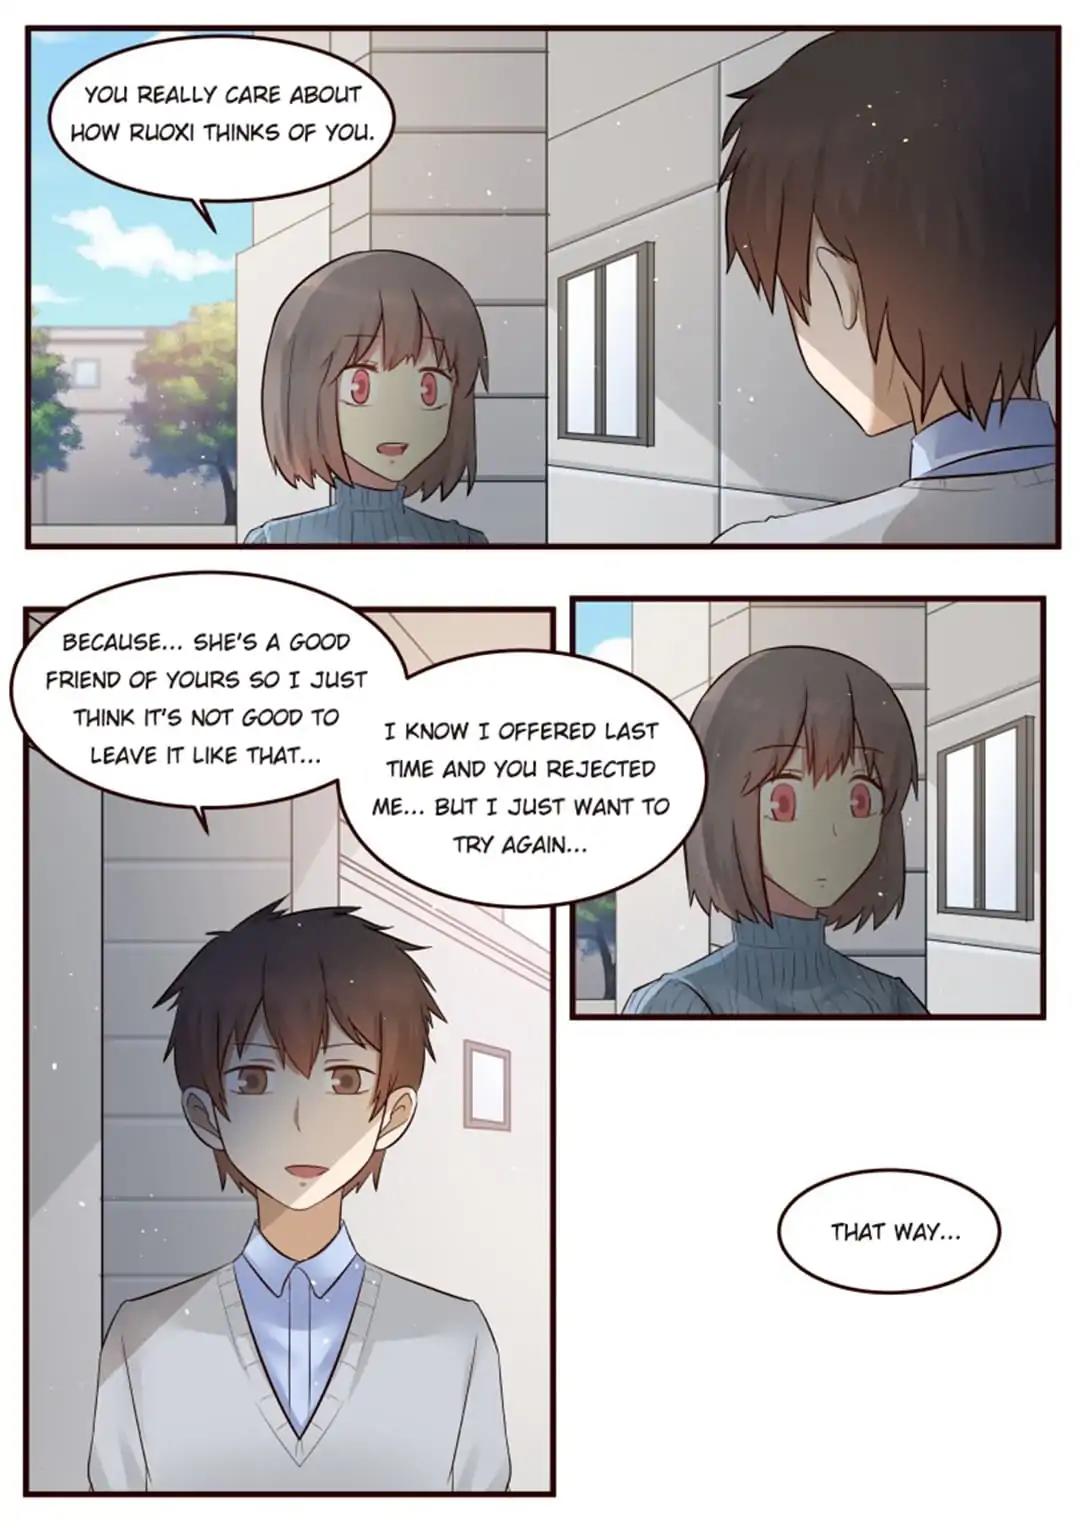 YOU REALLY CARE ABOUT
HOW RUOXI THINKS OF YOU.
BECAUSE... SHE'S A GOOD
FRIEND OF YOURS SO I JUST
THINK IT'S NOT GOOD TO
LEAVE IT LIKE THAT...
I KNOW I OFFERED LAST
TIME AND YOU REJECTED
ME... BUT I JUST WANT TO
TRY AGAIN...
THAT WAY...